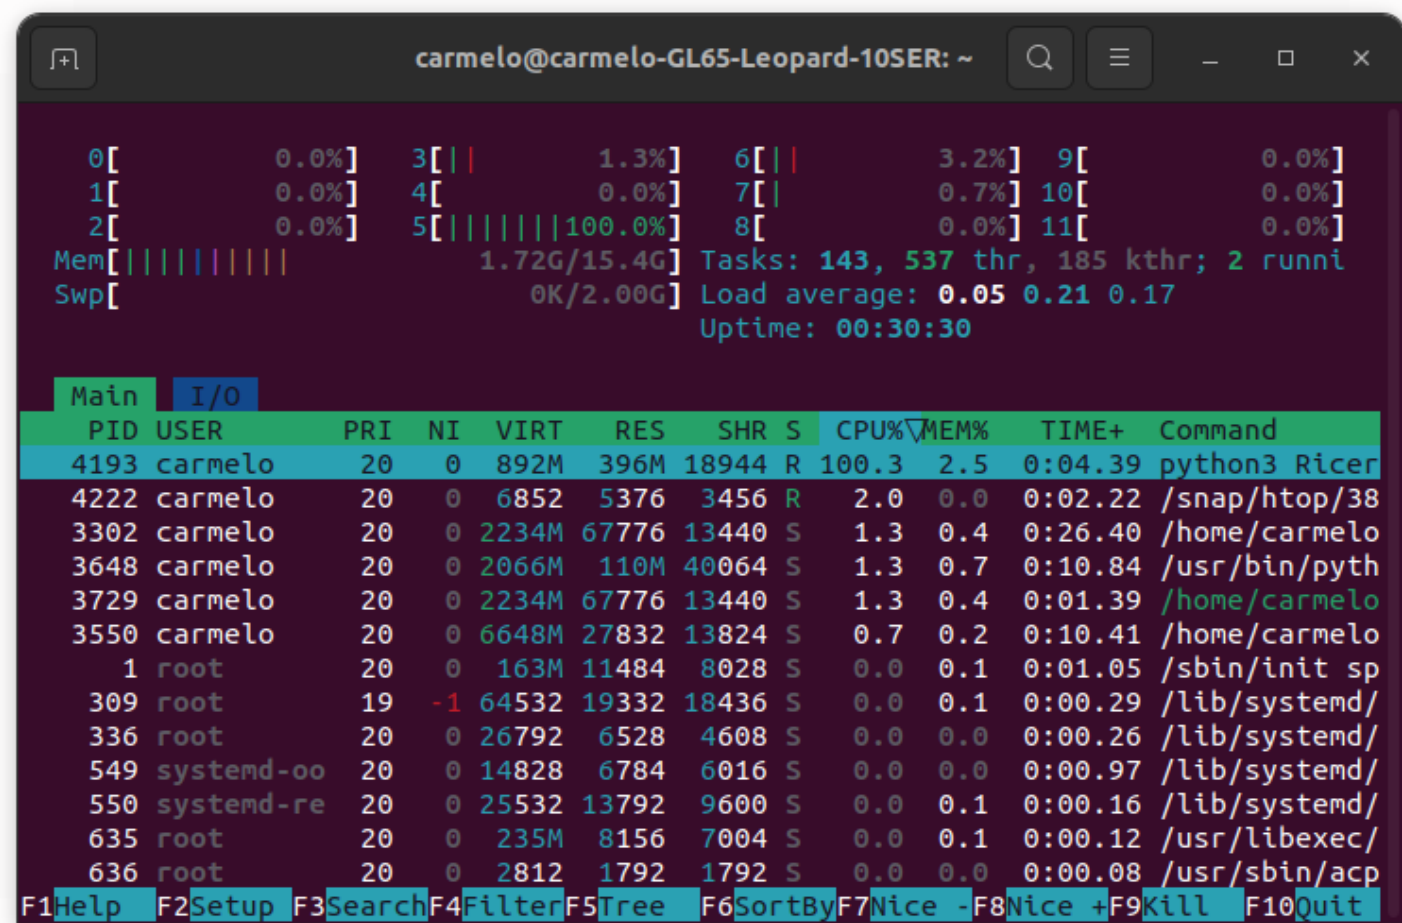 carmelo@carmelo-GL65-Leopard-10SER: ~
0[ 0.0%] 3[|| 1.3%] 6[|| 3.2%] 9[ 0.0%]
1[ 0.0%] 4[ 0.0%] 7[| 0.7%] 10[ 0.0%]
2[ 0.0%] 5[|||||||100.0%] 8[ 0.0%] 11[ 0.0%]
Mem[|||||||||| 1.72G/15.4G] Tasks: 143, 537 thr, 185 kthr; 2 runni
Swp[ 0K/2.00G] Load average: 0.05 0.21 0.17
Uptime: 00:30:30
Main I/O
PID USER PRI NI VIRT RES SHR S CPU%▽MEM% TIME+ Command
4193 carmelo 20 0 892M 396M 18944 R 100.3 2.5 0:04.39 python3 Ricer
4222 carmelo 20 0 6852 5376 3456 R 2.0 0.0 0:02.22 /snap/htop/38
3302 carmelo 20 0 2234M 67776 13440 S 1.3 0.4 0:26.40 /home/carmelo
3648 carmelo 20 0 2066M 110M 40064 S 1.3 0.7 0:10.84 /usr/bin/pyth
3729 carmelo 20 0 2234M 67776 13440 S 1.3 0.4 0:01.39 /home/carmelo
3550 carmelo 20 0 6648M 27832 13824 S 0.7 0.2 0:10.41 /home/carmelo
1 root 20 0 163M 11484 8028 S 0.0 0.1 0:01.05 /sbin/init sp
309 root 19 -1 64532 19332 18436 S 0.0 0.1 0:00.29 /lib/systemd/
336 root 20 0 26792 6528 4608 S 0.0 0.0 0:00.26 /lib/systemd/
549 systemd-oo 20 0 14828 6784 6016 S 0.0 0.0 0:00.97 /lib/systemd/
550 systemd-re 20 0 25532 13792 9600 S 0.0 0.1 0:00.16 /lib/systemd/
635 root 20 0 235M 8156 7004 S 0.0 0.1 0:00.12 /usr/libexec/
636 root 20 0 2812 1792 1792 S 0.0 0.0 0:00.08 /usr/sbin/acp
F1Help F2Setup F3SearchF4FilterF5Tree F6SortByF7Nice -F8Nice +F9Kill F10Quit